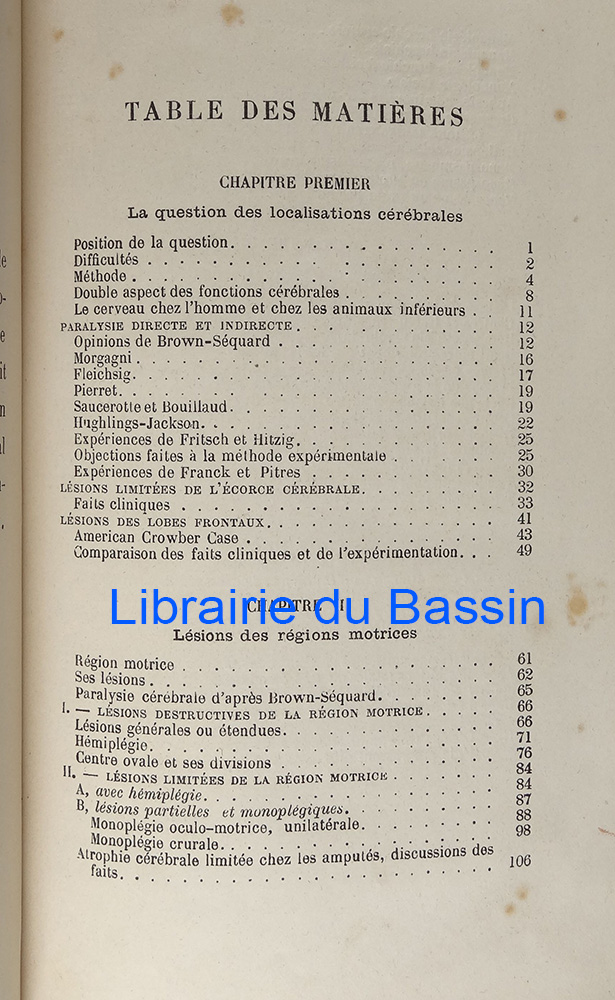 TABLE DES MATIÈRES
CHAPITRE PREMIER
La question des localisations cérébrales
Position de la question. . . . . . . . . . . . . . . . 1
Difficultés . . . . . . . . . . . . . . . . 2
Méthode . . . . . . . . . . . . . . . . 4
Double aspect des fonctions cérébrales . . . . . . . . . 8
Le cerveau chez l'homme et chez les animaux inférieurs . . 11
PARALYSIE DIRECTE ET INDIRECTE. . . . . . . . . . . 12
Opinions de Brown-Séquard . . . . . . . . . . . . 12
Morgagni . . . . . . . . . . . . . . . . 16
Fleichsig. . . . . . . . . . . . . . . . 17
Pierret. . . . . . . . . . . . . . . . 19
Saucerotte et Bouillaud. . . . . . . . . . . . . . 19
Hughlings-Jackson. . . . . . . . . . . . . . . 22
Expériences de Fritsch et Hitzig. . . . . . . . . . . 25
Objections faites à la méthode expérimentale . . . . . . 25
Expériences de Franck et Pitres . . . . . . . . . . 30
LÉSIONS LIMITÉES DE L'ÉCORCE CÉRÉBRALE. . . . . . . . 32
Faits cliniques . . . . . . . . . . . . . . . 33
LÉSIONS DES LOBES FRONTAUX. . . . . . . . . . . . 41
American Crowber Case . . . . . . . . . . . . . 43
Comparaison des faits cliniques et de l'expérimentation. . . 49
Librairie du Bassin
Lésions des régions motrices
Région motrice . . . . . . . . . . . . . . . 61
Ses lésions . . . . . . . . . . . . . . . . 62
Paralysie cérébrale d'après Brown-Séquard. . . . . . . 65
I. — LÉSIONS DESTRUCTIVES DE LA RÉGION MOTRICE . . . . 66
Lésions générales ou étendues. . . . . . . . . . . 66
Hémiplégie. . . . . . . . . . . . . . . . 71
Centre ovale et ses divisions . . . . . . . . . . . 76
II. — LÉSIONS LIMITÉES DE LA RÉGION MOTRICE . . . . . . 84
A, avec hémiplégie. . . . . . . . . . . . . . . 84
B, lésions partielles et monoplégiques. . . . . . . . . 87
Monoplégie oculo-motrice, unilatérale. . . . . . . . 88
Monoplégie crurale. . . . . . . . . . . . . . 98
Atrophie cérébrale limitée chez les amputés, discussions des
faits. . . . . . . . . . . . . . . . . 106